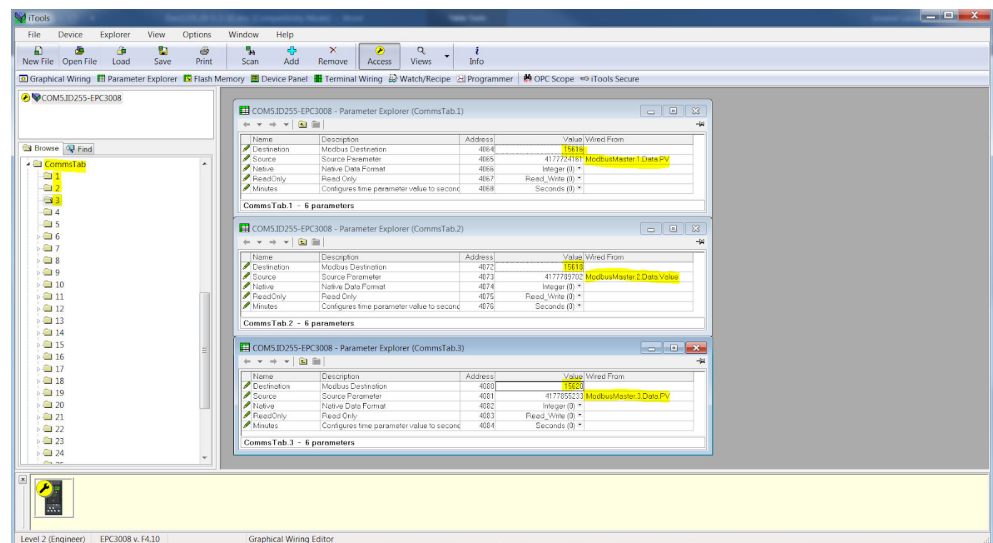 iTools
File Device Explorer View Options Window Help
New File Open File Load Save Print Scan Add Remove Access Views Info
Graphical Wiring Parameter Explorer Flash Memory Device Panel Terminal Wiring Watch/Recipe Programmer OPC Scope iTools Secure
COM5.ID255-EPC3008
Browse Find
CommsTab
1
2
3
4
5
6
7
8
9
10
11
12
13
14
15
16
17
18
19
20
21
22
23
24
COM5.ID255-EPC3008 - Parameter Explorer (CommsTab.1)
Name Description Address Value Wired From
Destination Modbus Destination 4064 15616
Source Source Parameter 4065 4177724161 ModbusMaster.1.Data.PV
Native Native Data Format 4066 Integer (0)
ReadOnly Read Only 4067 Read_Write (0)
Minutes Configures time parameter value to second 4068 Seconds (0)
CommsTab.1 - 6 parameters
COM5.ID255-EPC3008 - Parameter Explorer (CommsTab.2)
Name Description Address Value Wired From
Destination Modbus Destination 4072 15618
Source Source Parameter 4073 4177789702 ModbusMaster.2.Data.Value
Native Native Data Format 4074 Integer (0)
ReadOnly Read Only 4075 Read_Write (0)
Minutes Configures time parameter value to second 4076 Seconds (0)
CommsTab.2 - 6 parameters
COM5.ID255-EPC3008 - Parameter Explorer (CommsTab.3)
Name Description Address Value Wired From
Destination Modbus Destination 4080 15620
Source Source Parameter 4081 4177855233 ModbusMaster.3.Data.PV
Native Native Data Format 4082 Integer (0)
ReadOnly Read Only 4083 Read_Write (0)
Minutes Configures time parameter value to second 4084 Seconds (0)
CommsTab.3 - 6 parameters
Level 2 (Engineer) EPC3008 v. F4.10 Graphical Wiring Editor